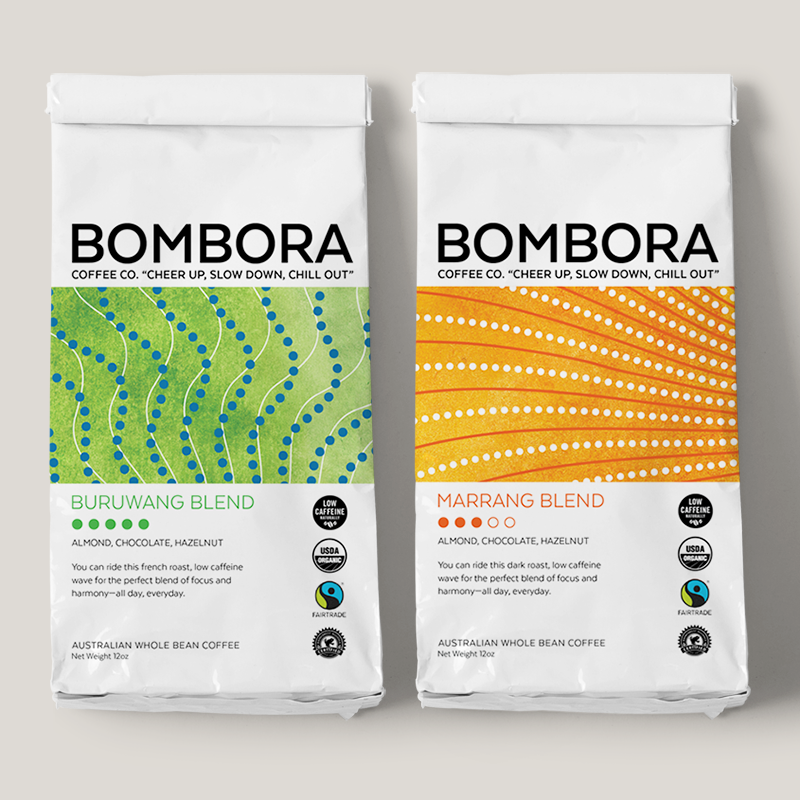 BOMBORA
COFFEE CO. “CHEER UP, SLOW DOWN, CHILL OUT”
BURUWANG BLEND
ALMOND, CHOCOLATE, HAZELNUT
You can ride this french roast, low caffeine
wave for the perfect blend of focus and
harmony—all day, everyday.
AUSTRALIAN WHOLE BEAN COFFEE
Net Weight 12oz
LOW
CAFFEINE
NATURALLY
USDA
ORGANIC
FAIRTRADE
BOMBORA
COFFEE CO. “CHEER UP, SLOW DOWN, CHILL OUT”
MARRANG BLEND
ALMOND, CHOCOLATE, HAZELNUT
You can ride this dark roast, low caffeine
wave for the perfect blend of focus and
harmony—all day, everyday.
AUSTRALIAN WHOLE BEAN COFFEE
Net Weight 12oz
LOW
CAFFEINE
NATURALLY
USDA
ORGANIC
FAIRTRADE